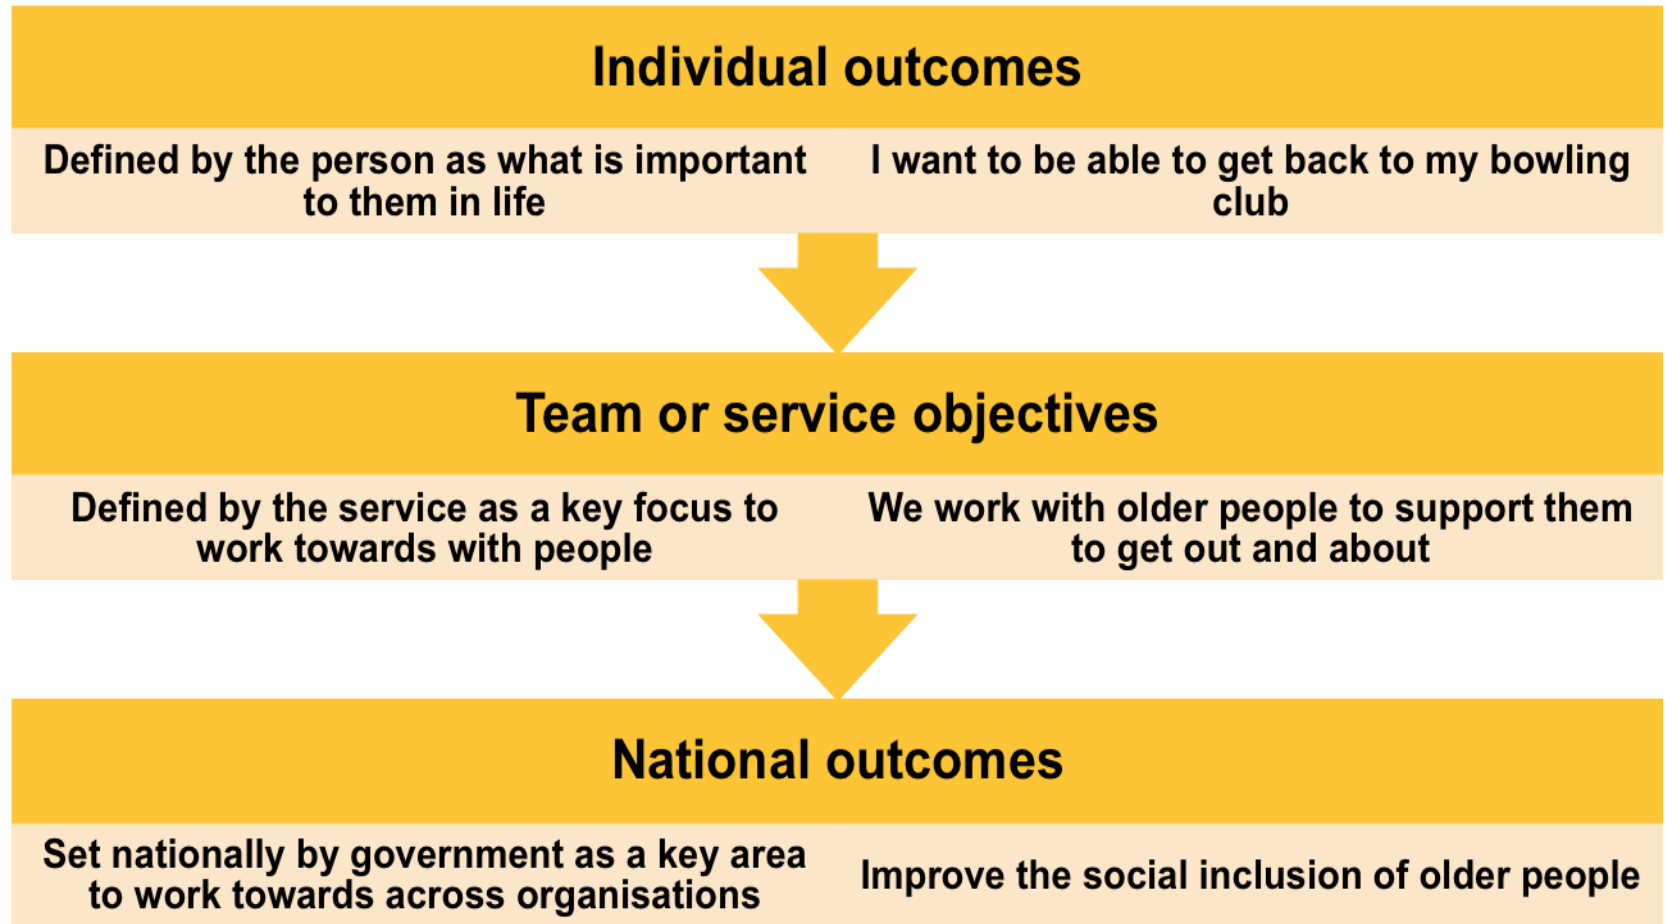 Individual outcomes
Defined by the person as what is important
to them in life
I want to be able to get back to my bowling
club
Team or service objectives
Defined by the service as a key focus to
work towards with people
We work with older people to support them
to get out and about
National outcomes
Set nationally by government as a key area
to work towards across organisations
Improve the social inclusion of older people